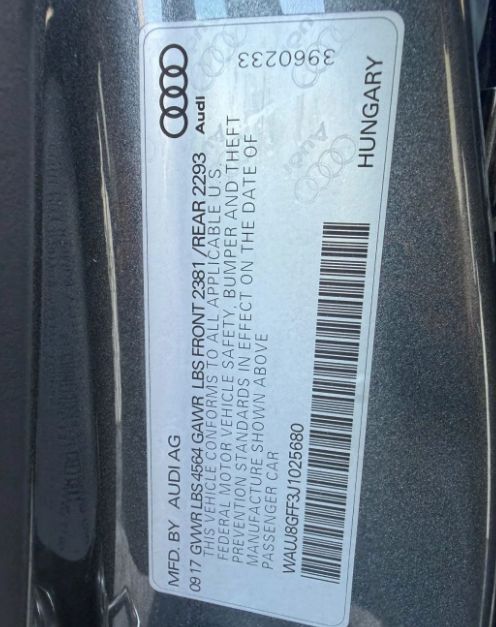 Audi
MFD. BY AUDI AG
3960233
0917 GVWR LBS 4564 GAWR LBS FRONT 2381 /REAR 2293
THIS VEHICLE CONFORMS TO ALL APPLICABLE U.S.
FEDERAL MOTOR VEHICLE SAFETY, BUMPER AND THEFT
PREVENTION STANDARDS IN EFFECT ON THE DATE OF
MANUFACTURE SHOWN ABOVE
PASSENGER CAR
WAUJ8GFF3J1025680
HUNGARY